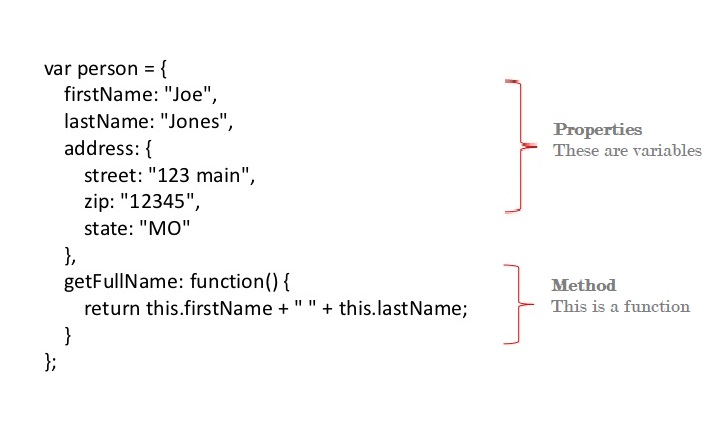 var person = {
firstName: "Joe",
lastName: "Jones",
address: {
street: "123 main",
zip: "12345",
state: "MO"
},
getFullName: function() {
return this.firstName + " " + this.lastName;
}
};
Properties
These are variables
Method
This is a function